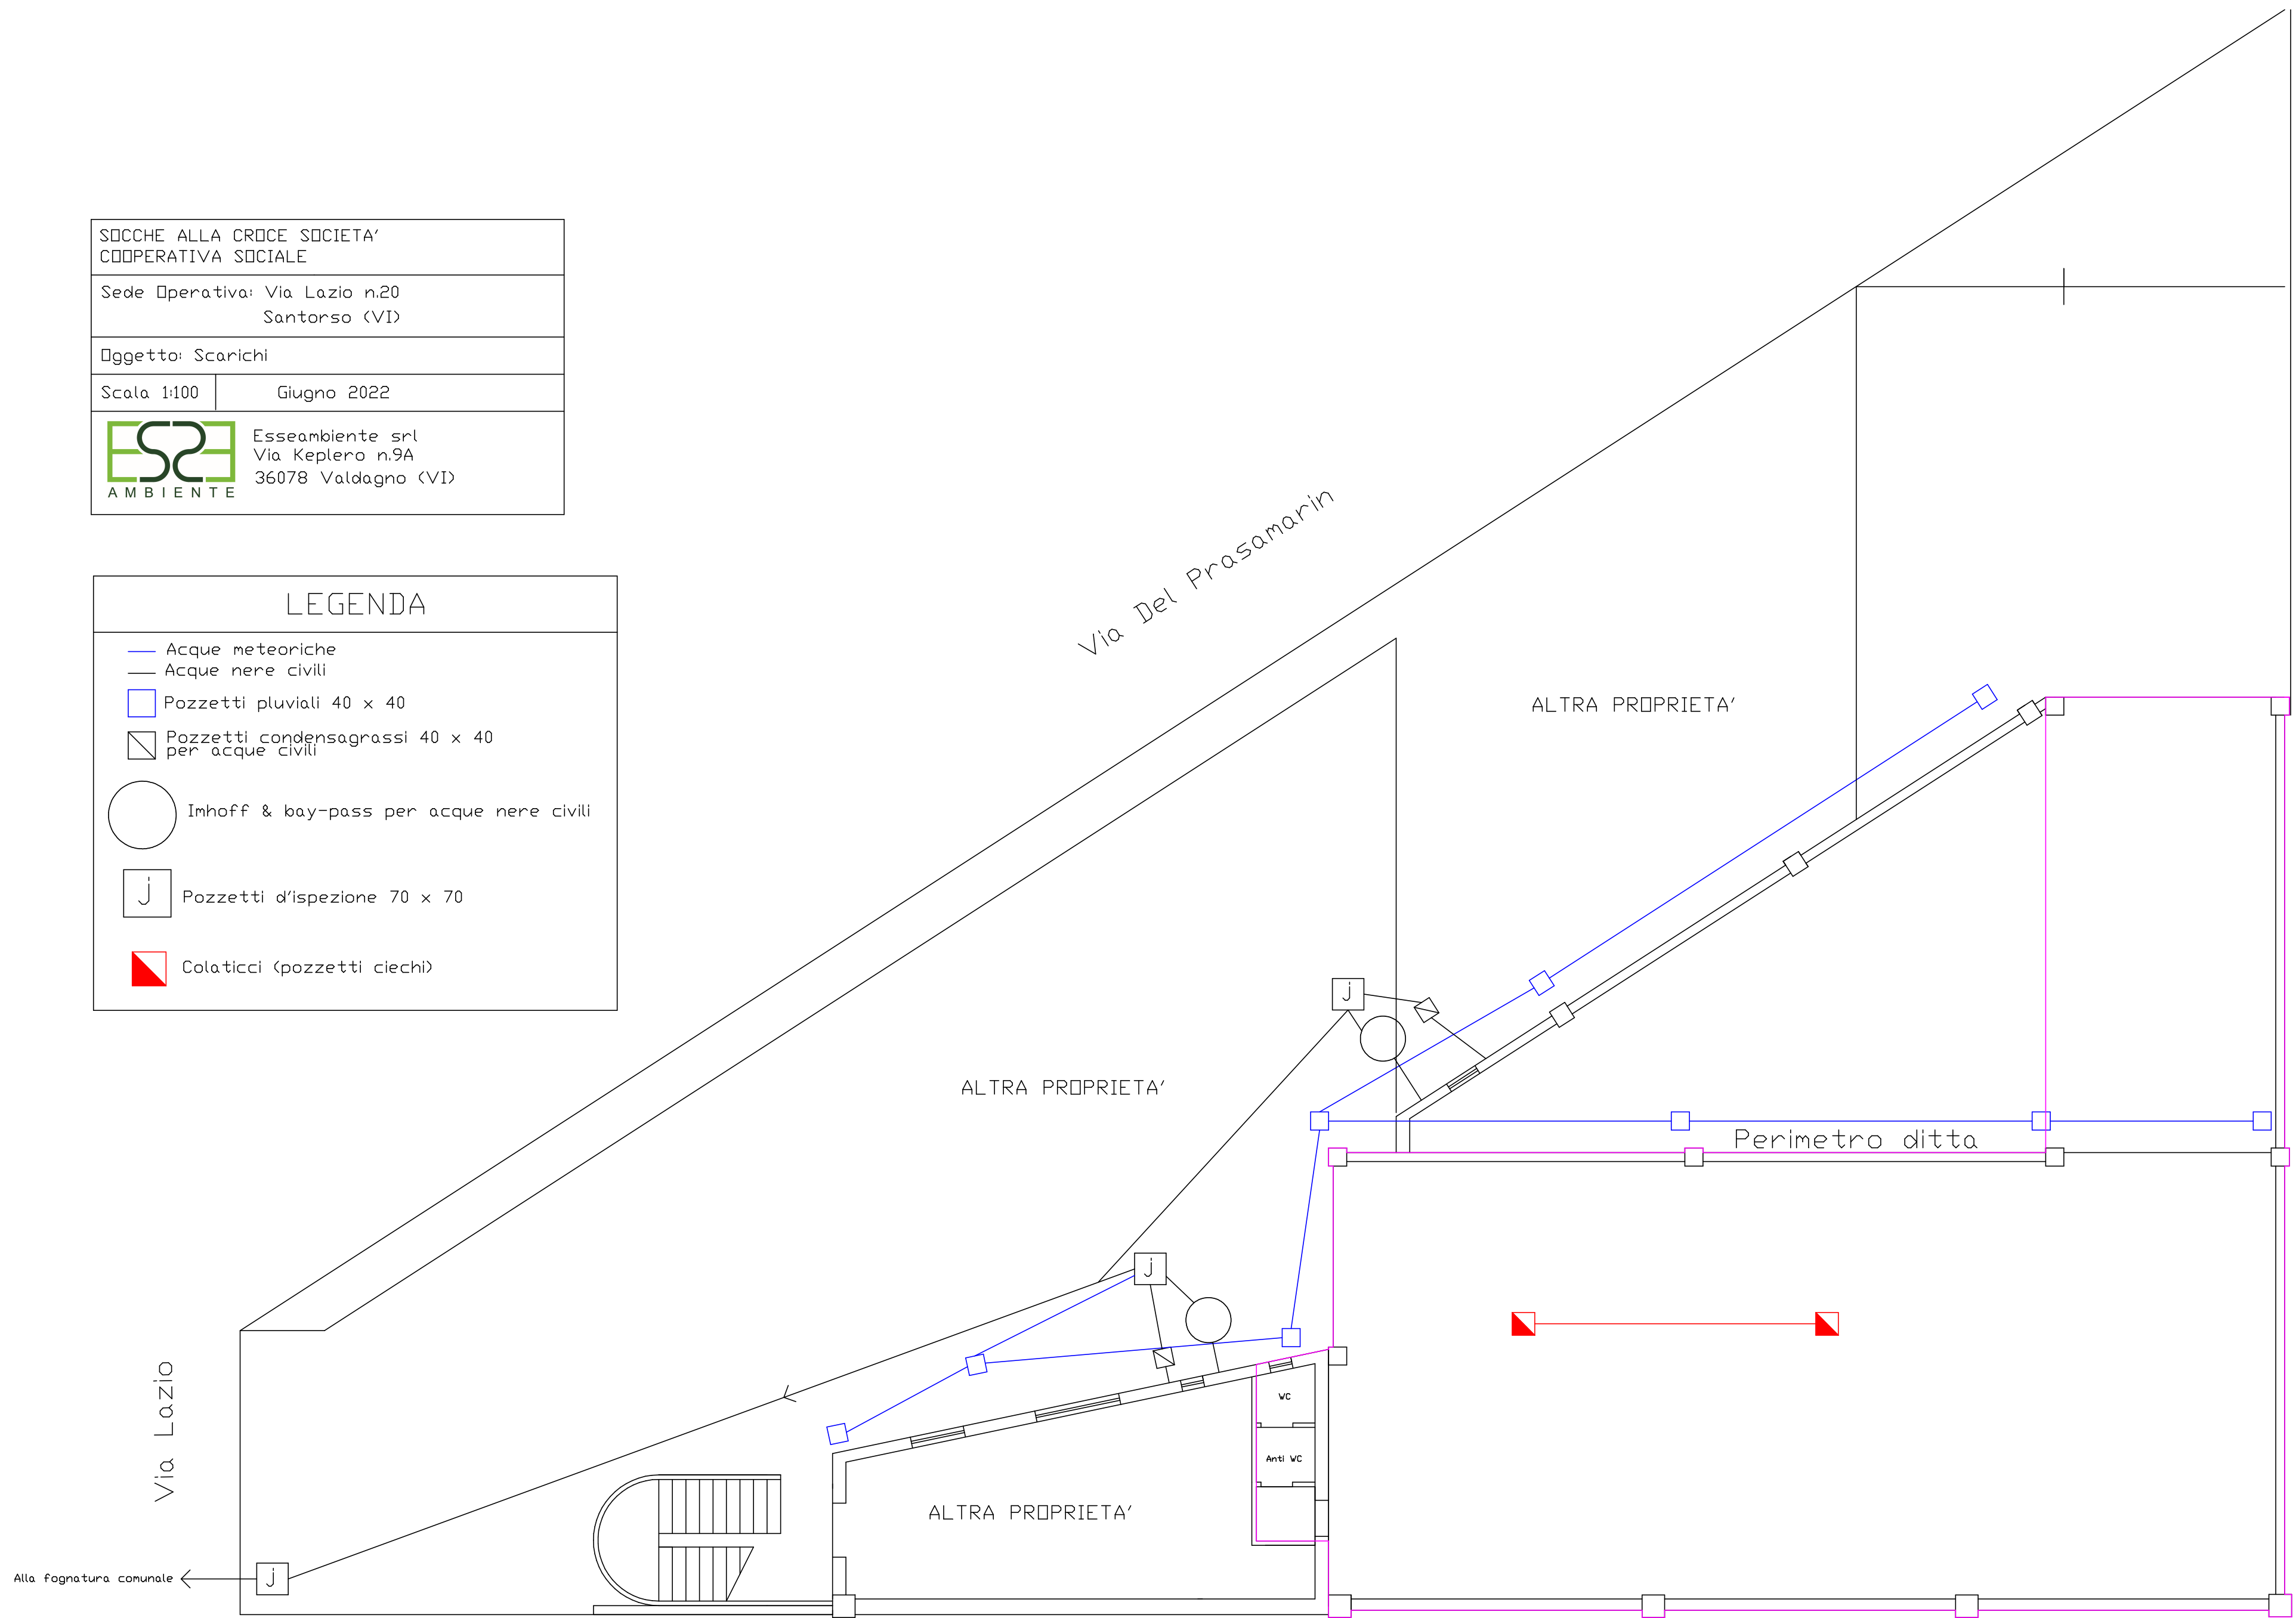 SOCCHE ALLA CROCE SOCIETA'
COOPERATIVA SOCIALE
Sede Operativa: Via Lazio n.20
Santorso (VI)
Oggetto: Scarichi
Scala 1:100
Giugno 2022
ESSE
AMBIENTE
Esseambiente srl
Via Keplero n.9A
36078 Valdagno (VI)
LEGENDA
Acque meteoriche
Acque nere civili
Pozzetti pluviali 40 x 40
Pozzetti condensagrassi 40 x 40
per acque civili
Imhoff & bay-pass per acque nere civili
j
Pozzetti d'ispezione 70 x 70
Colaticci (pozzetti ciechi)
Via Del Prasamarin
ALTRA PROPRIETA'
j
ALTRA PROPRIETA'
Perimetro ditta
j
WC
Anti WC
Via Lazio
ALTRA PROPRIETA'
Alla fognatura comunale
j